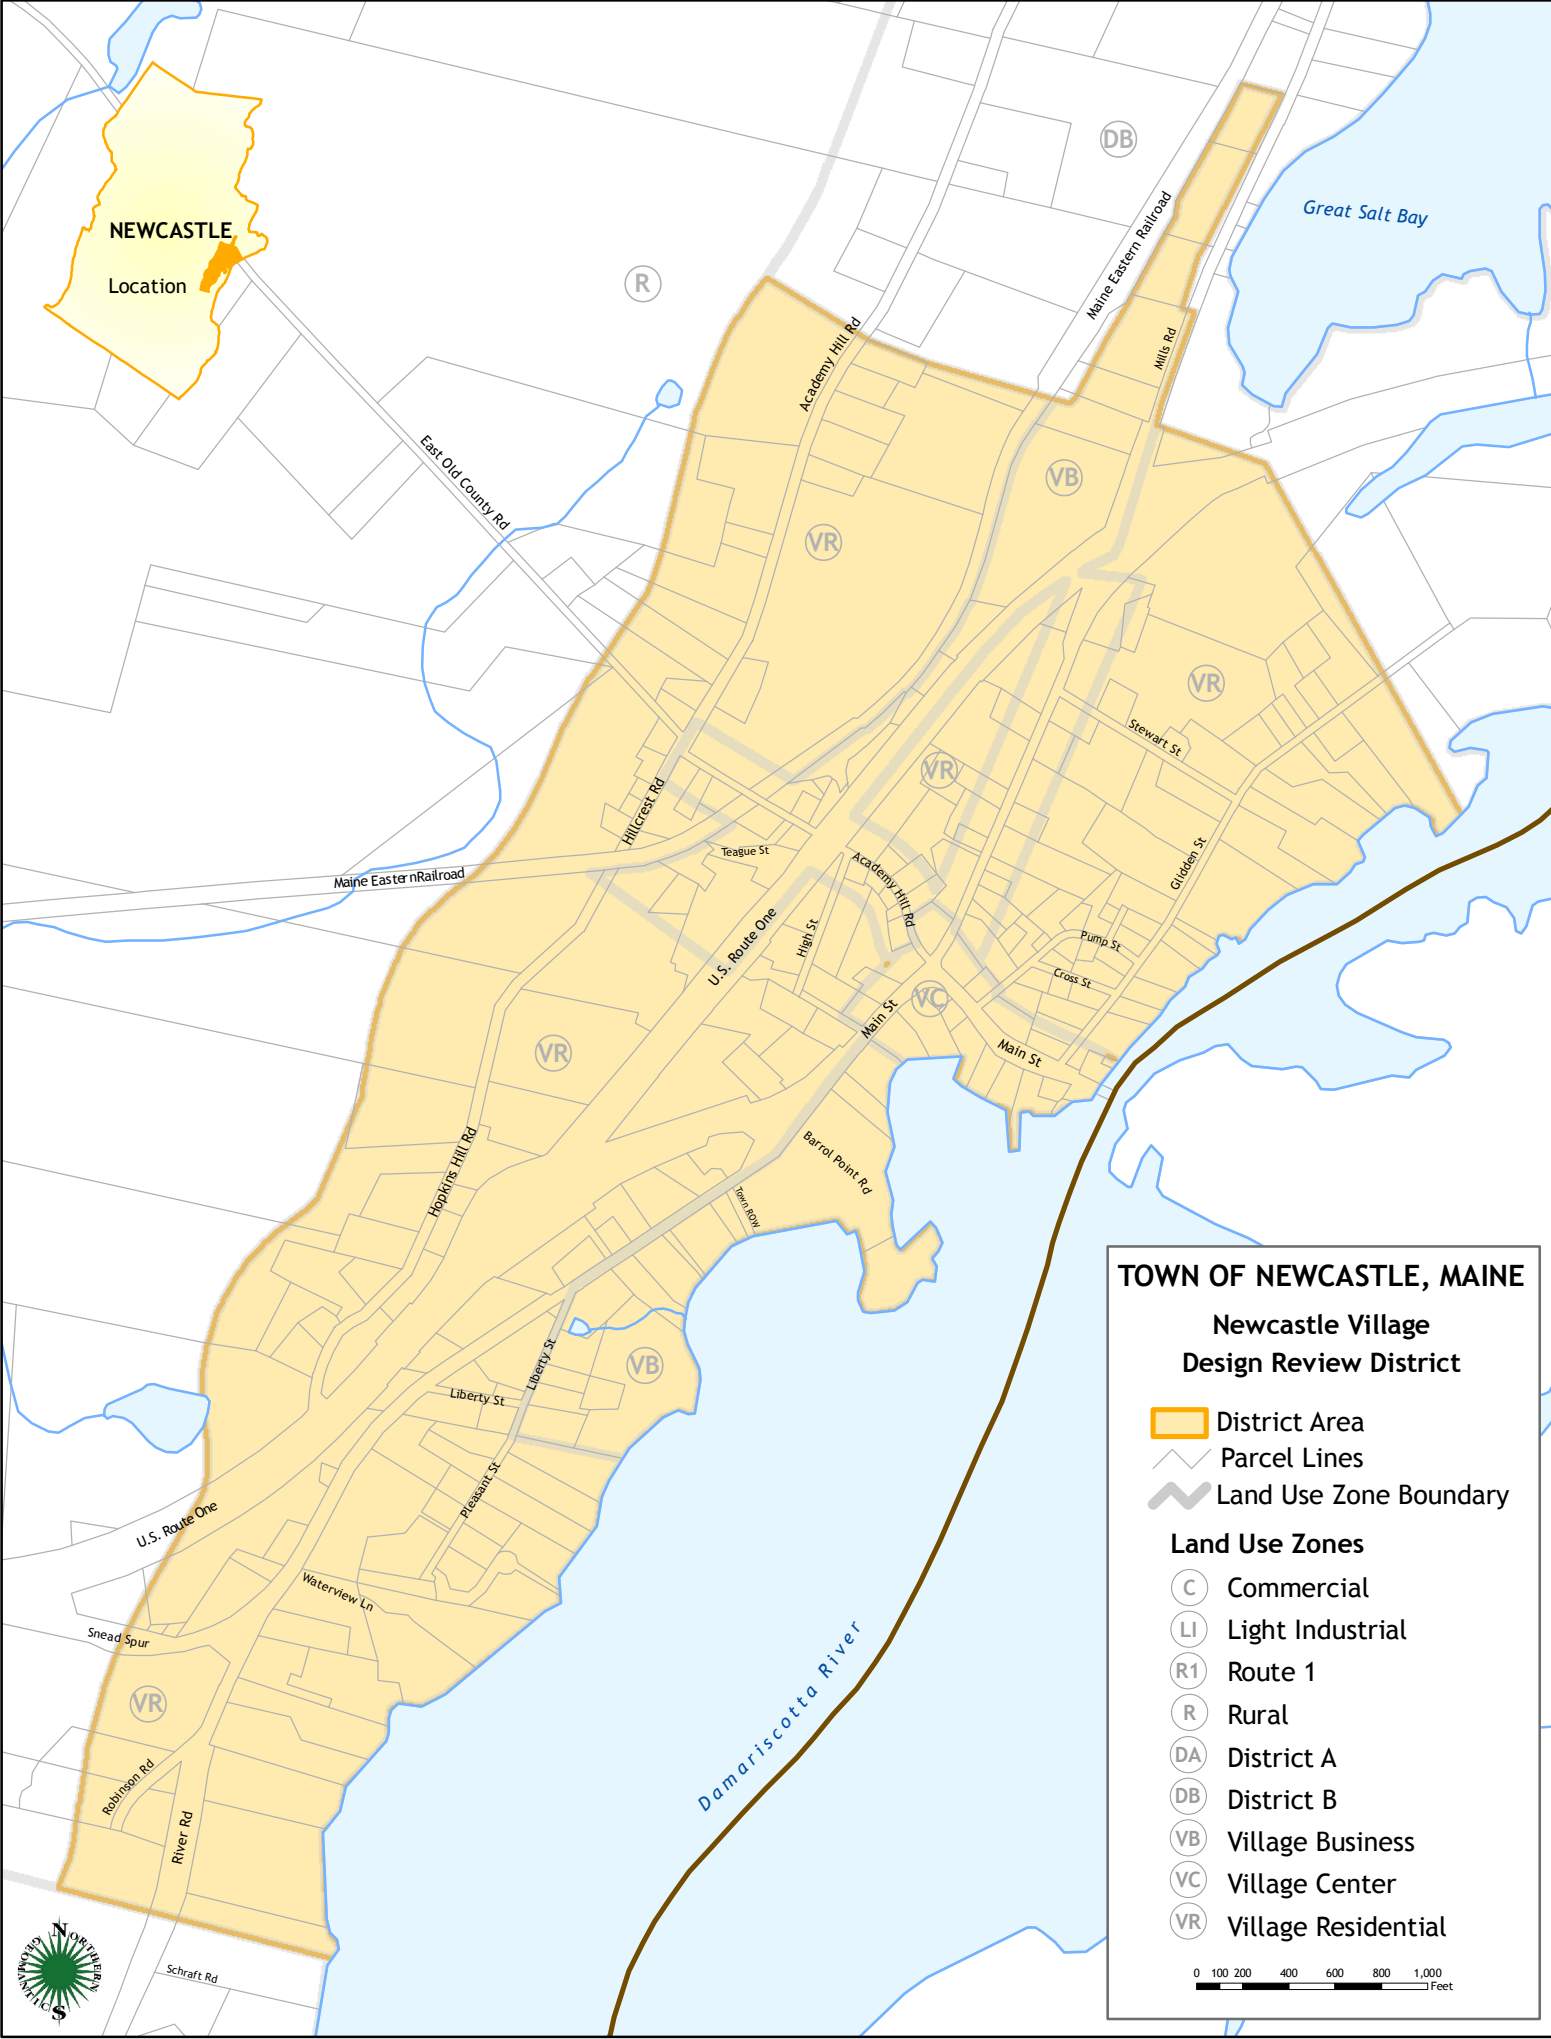 DB
Great Salt Bay
Maine Eastern Railroad
NEWCASTLE
Location
R
Academy Hill Rd
Mills Rd
East Old County Rd
VB
VR
VR
Stewart St
VR
Hillcrest Rd
Teague St
Academy Hill Rd
Glidden St
Maine Eastern Railroad
U.S. Route One
High St
Pump St
Cross St
VC
Main St
Main St
VR
Hopkins Hill Rd
Barrol Point Rd
Town ROW
Liberty St
VB
Liberty St
Pleasant St
U.S. Route One
Waterview Ln
Snead Spur
VR
Robinson Rd
River Rd
Damariscotta River
Schraft Rd
NORTHERN
GEOMANTICS
TOWN OF NEWCASTLE, MAINE
Newcastle Village
Design Review District
District Area
Parcel Lines
Land Use Zone Boundary
Land Use Zones
C Commercial
LI Light Industrial
R1 Route 1
R Rural
DA District A
DB District B
VB Village Business
VC Village Center
VR Village Residential
0 100 200 400 600 800 1,000
Feet